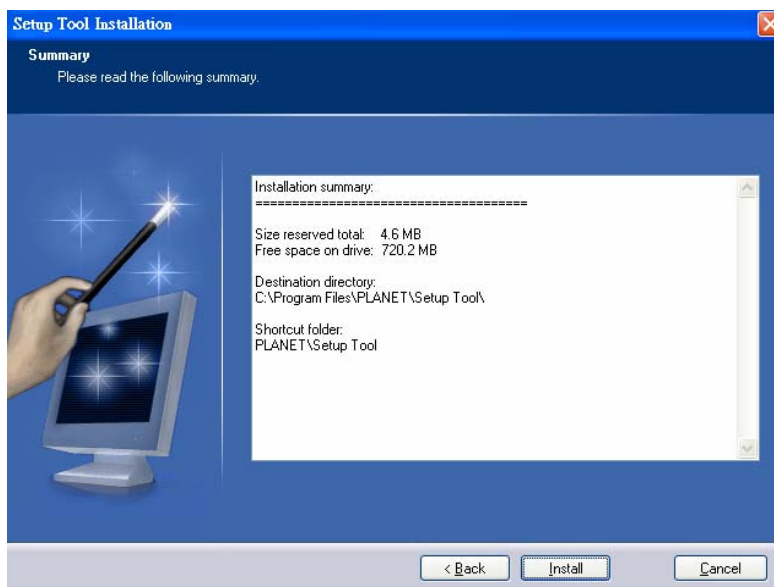 Setup Tool Installation
Summary
Please read the following summary.
Installation summary:
=====================================
Size reserved total: 4.6 MB
Free space on drive: 720.2 MB
Destination directory:
C:\Program Files\PLANET\Setup Tool\
Shortcut folder:
PLANET\Setup Tool
< Back
Install
Cancel